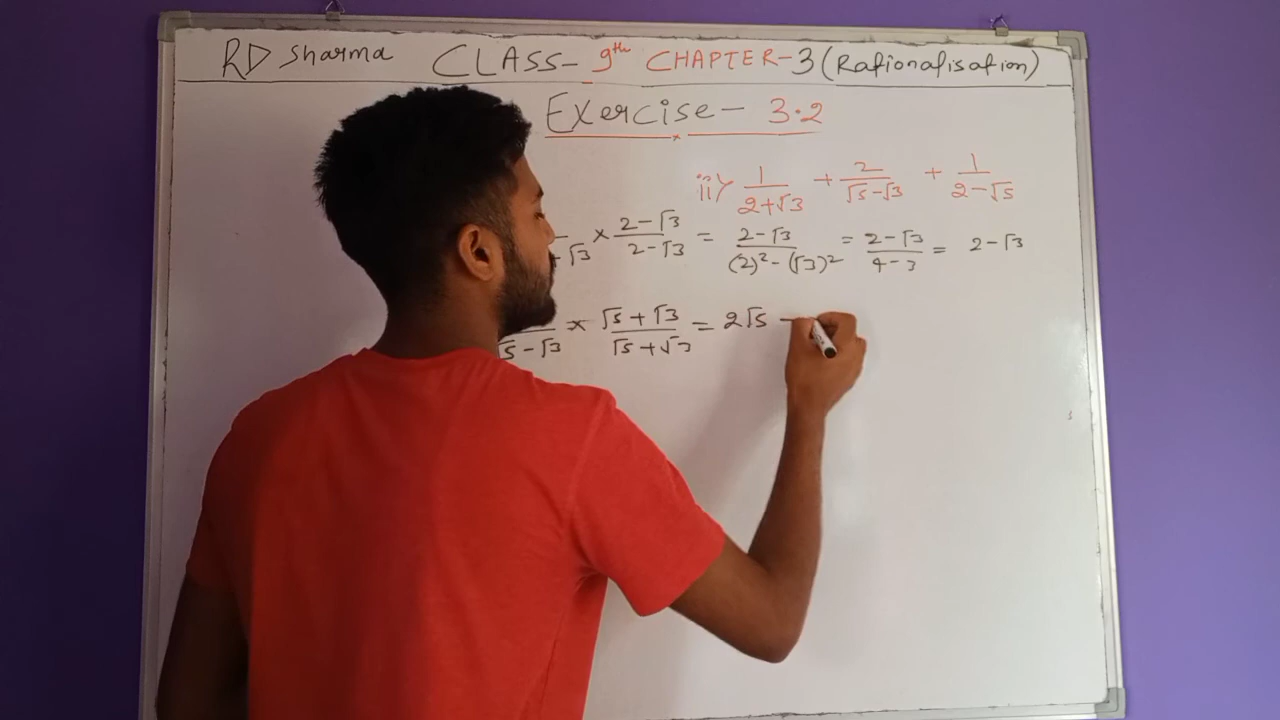 RD Sharma CLASS- 9th CHAPTER-3 (Rationalisation)
Exercise- 3.2
ii) 1/(2+√3) + 2/(√5-√3) + 1/(2-√5)
√3 × (2-√3)/(2-√3) = (2-√3)/((2)²-(√3)²) = (2-√3)/(4-3) = 2-√3
/(√5-√3) × (√5+√3)/(√5+√3) = 2√5